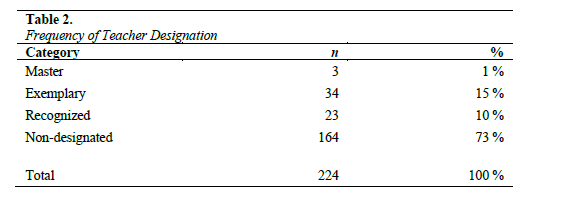 Table 2.
Frequency of Teacher Designation
Category n %
Master 3 1 %
Exemplary 34 15 %
Recognized 23 10 %
Non-designated 164 73 %
Total 224 100 %